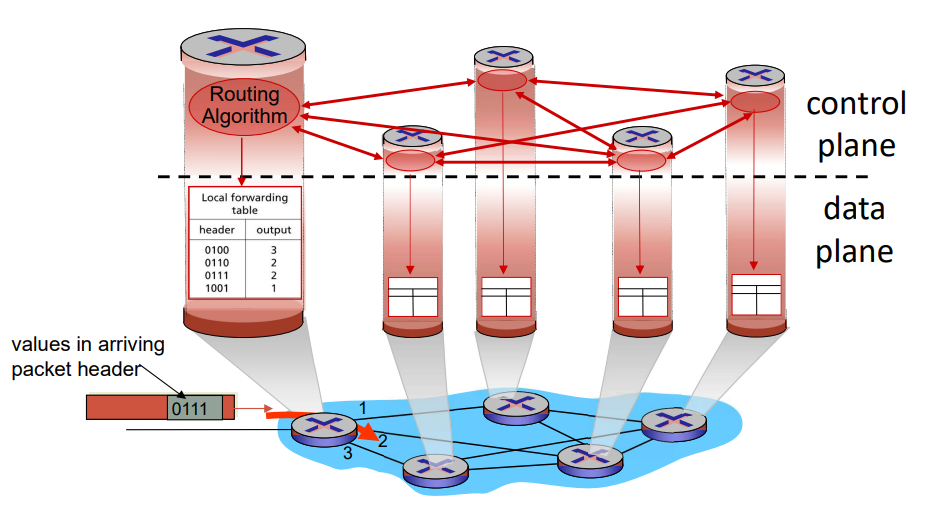 Routing
Algorithm
control
plane
data
plane
Local forwarding
table
header output
0100 3
0110 2
0111 2
1001 1
values in arriving
packet header
0111
1
2
3